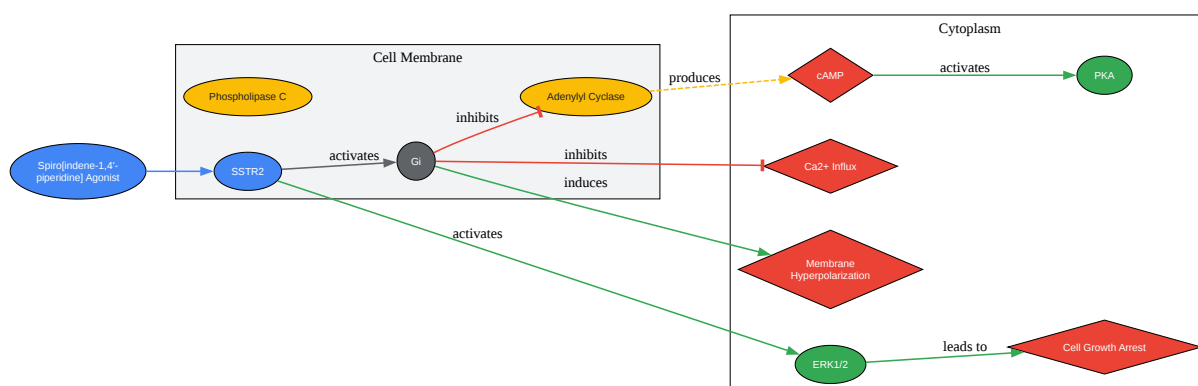 Cytoplasm
Cell Membrane
produces
cAMP
activates
PKA
Phospholipase C
Adenylyl Cyclase
inhibits
activates
inhibits
Spiro[indene-1,4'-
piperidine] Agonist
SSTR2
Gi
Ca2+ Influx
induces
activates
Membrane
Hyperpolarization
ERK1/2
leads to
Cell Growth Arrest